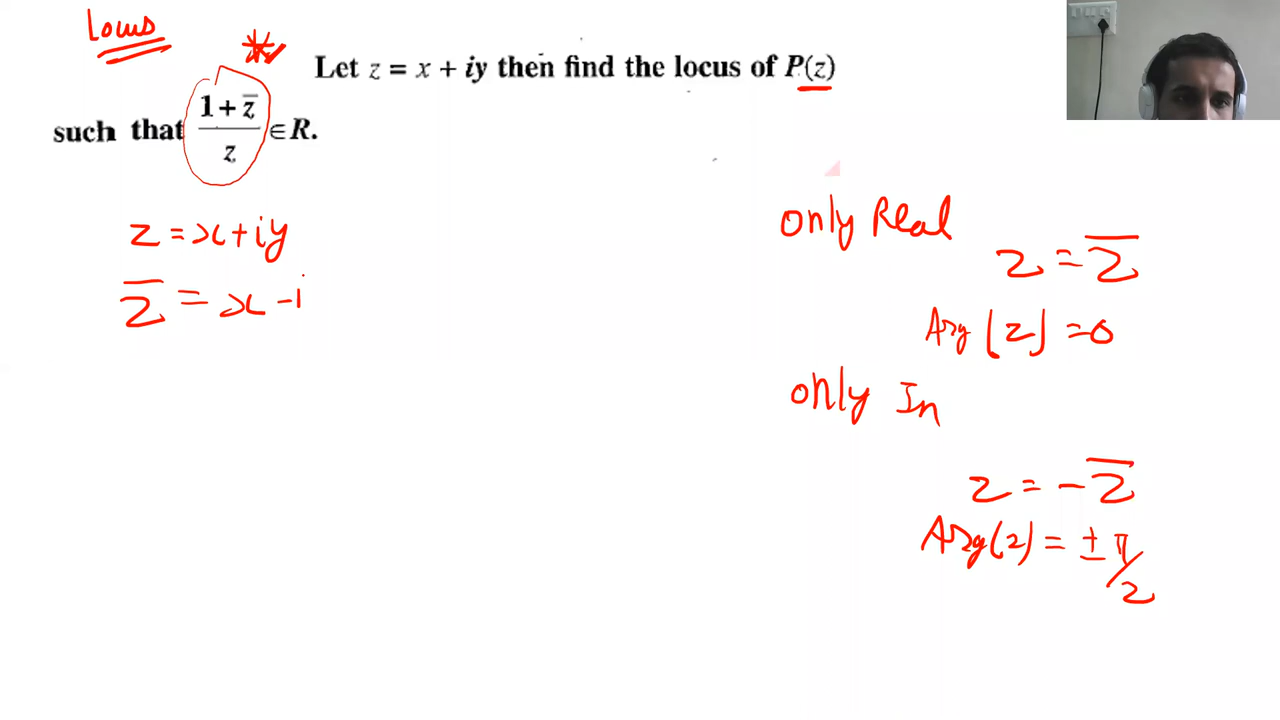 Locus
Let z = x + iy then find the locus of P(z)
such that (1 + z̅)/z ∈ R.
z = x + iy
z̅ = x - i
only Real
z = z̅
Arg(z) = 0
only Im
z = -z̅
Arg(z) = ± π/2